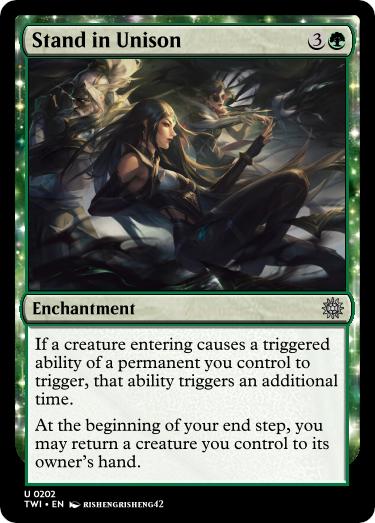 Stand in Unison 3
Enchantment
If a creature entering causes a triggered
ability of a permanent you control to
trigger, that ability triggers an additional
time.
At the beginning of your end step, you
may return a creature you control to its
owner's hand.
U 0202
TWI • EN RISHENGRISHENG42